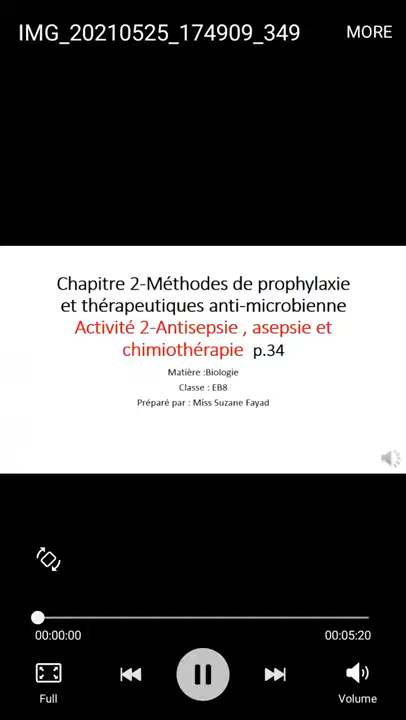 IMG_20210525_174909_349 MORE
Chapitre 2-Méthodes de prophylaxie
et thérapeutiques anti-microbienne
Activité 2-Antisepsie , asepsie et
chimiothérapie p.34
Matière :Biologie
Classe : EB8
Préparé par : Miss Suzane Fayad
00:00:00 00:05:20
Full Volume